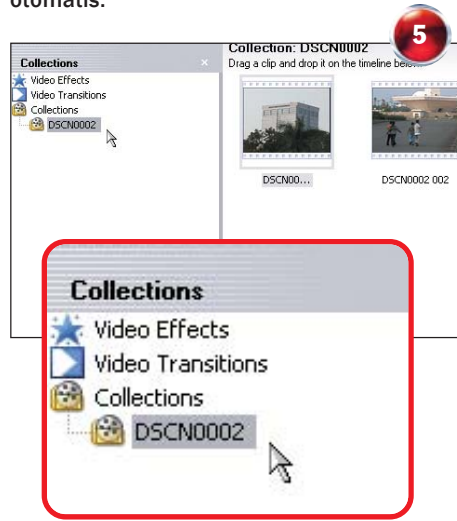 otomatis.
5
Collections
Video Effects
Video Transitions
Collections
DSCN0002
Collection: DSCN0002
Drag a clip and drop it on the timeline
DSCN00...
DSCN0002 002
Collections
Video Effects
Video Transitions
Collections
DSCN0002